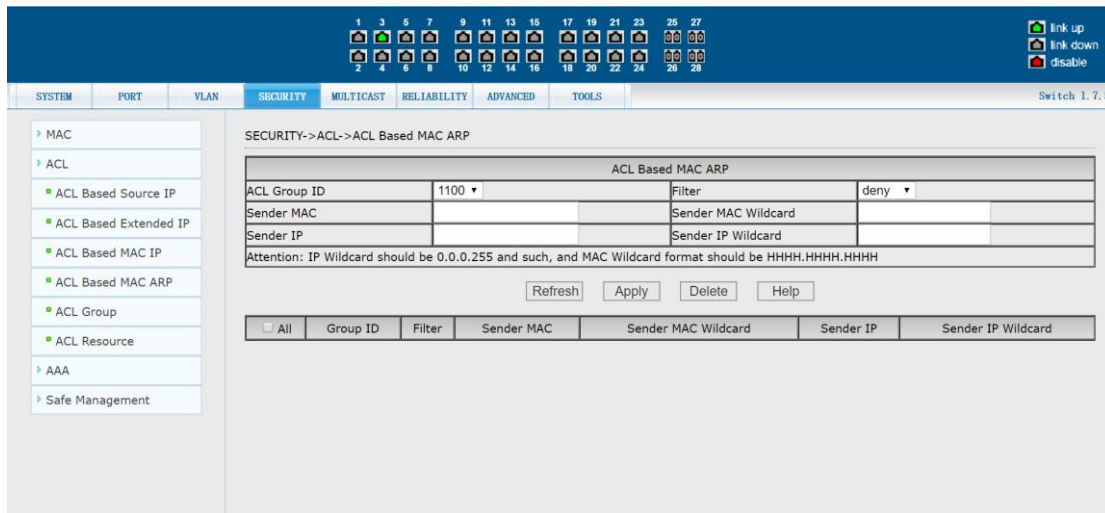 1 3 5 7 9 11 13 15 17 19 21 23 25 27
2 4 6 8 10 12 14 16 18 20 22 24 26 28
link up
link down
disable
SYSTEM PORT VLAN SECURITY MULTICAST RELIABILITY ADVANCED TOOLS Switch 1.7.
MAC
ACL
ACL Based Source IP
ACL Based Extended IP
ACL Based MAC IP
ACL Based MAC ARP
ACL Group
ACL Resource
AAA
Safe Management
SECURITY->ACL->ACL Based MAC ARP
ACL Based MAC ARP
ACL Group ID 1100 Filter deny
Sender MAC Sender MAC Wildcard
Sender IP Sender IP Wildcard
Attention: IP Wildcard should be 0.0.0.255 and such, and MAC Wildcard format should be HHHH.HHHH.HHHH
Refresh Apply Delete Help
All Group ID Filter Sender MAC Sender MAC Wildcard Sender IP Sender IP Wildcard